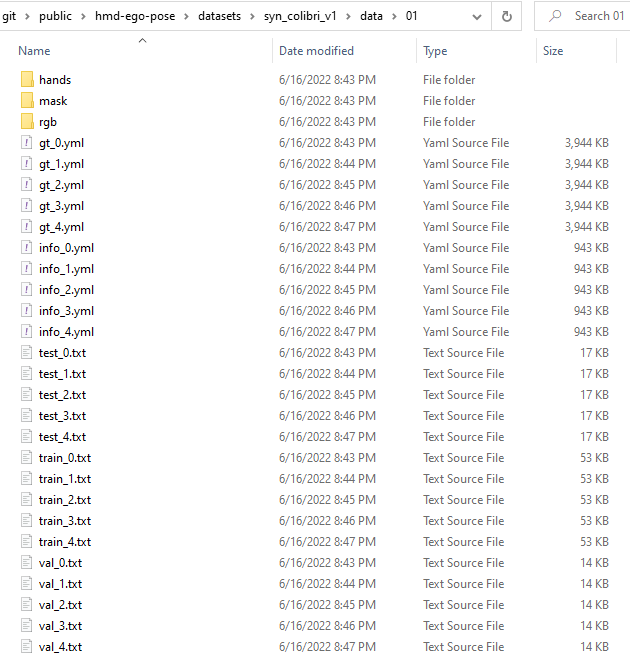 git › public › hmd-ego-pose › datasets › syn_colibri_v1 › data › 01 Search 01
Name Date modified Type Size
hands 6/16/2022 8:43 PM File folder
mask 6/16/2022 8:43 PM File folder
rgb 6/16/2022 8:43 PM File folder
gt_0.yml 6/16/2022 8:43 PM Yaml Source File 3,944 KB
gt_1.yml 6/16/2022 8:44 PM Yaml Source File 3,944 KB
gt_2.yml 6/16/2022 8:45 PM Yaml Source File 3,944 KB
gt_3.yml 6/16/2022 8:46 PM Yaml Source File 3,944 KB
gt_4.yml 6/16/2022 8:47 PM Yaml Source File 3,944 KB
info_0.yml 6/16/2022 8:43 PM Yaml Source File 943 KB
info_1.yml 6/16/2022 8:44 PM Yaml Source File 943 KB
info_2.yml 6/16/2022 8:45 PM Yaml Source File 943 KB
info_3.yml 6/16/2022 8:46 PM Yaml Source File 943 KB
info_4.yml 6/16/2022 8:47 PM Yaml Source File 943 KB
test_0.txt 6/16/2022 8:43 PM Text Source File 17 KB
test_1.txt 6/16/2022 8:44 PM Text Source File 17 KB
test_2.txt 6/16/2022 8:45 PM Text Source File 17 KB
test_3.txt 6/16/2022 8:46 PM Text Source File 17 KB
test_4.txt 6/16/2022 8:47 PM Text Source File 17 KB
train_0.txt 6/16/2022 8:43 PM Text Source File 53 KB
train_1.txt 6/16/2022 8:44 PM Text Source File 53 KB
train_2.txt 6/16/2022 8:45 PM Text Source File 53 KB
train_3.txt 6/16/2022 8:46 PM Text Source File 53 KB
train_4.txt 6/16/2022 8:47 PM Text Source File 53 KB
val_0.txt 6/16/2022 8:43 PM Text Source File 14 KB
val_1.txt 6/16/2022 8:44 PM Text Source File 14 KB
val_2.txt 6/16/2022 8:45 PM Text Source File 14 KB
val_3.txt 6/16/2022 8:46 PM Text Source File 14 KB
val_4.txt 6/16/2022 8:47 PM Text Source File 14 KB